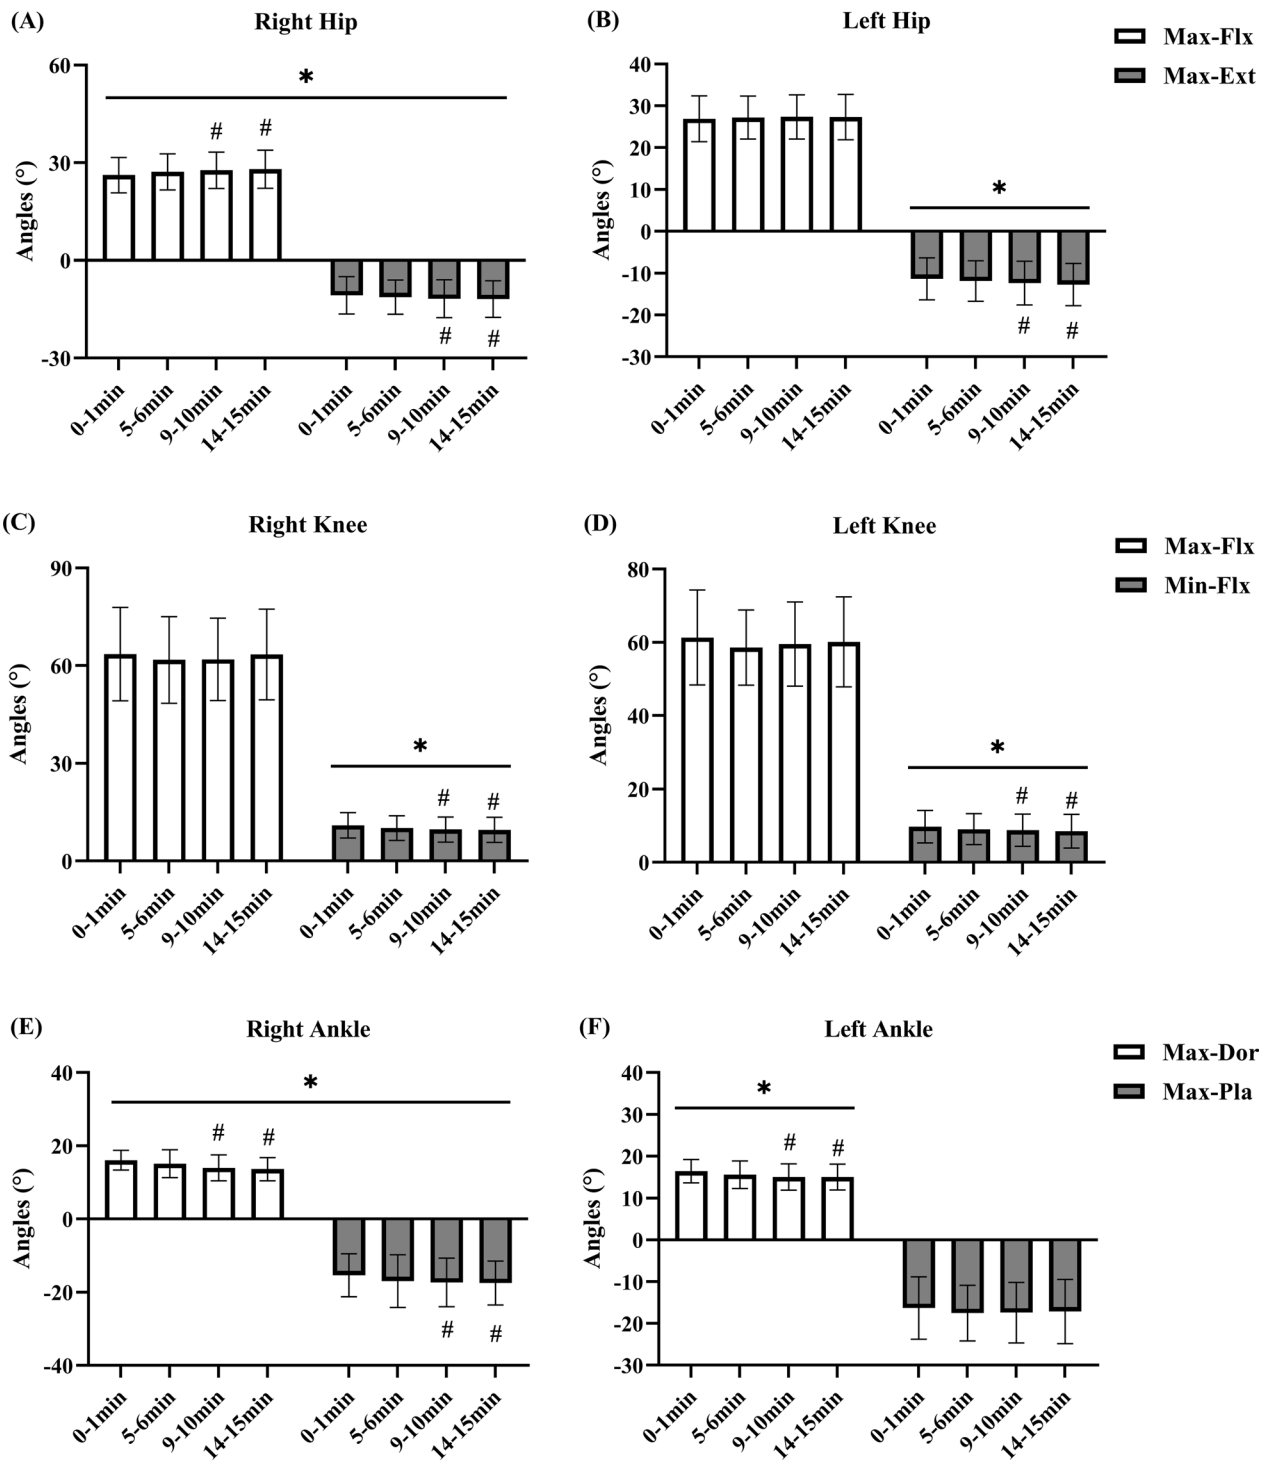 (A)
Right Hip
Angles (°)
60
30
0
-30
*
# #
# #
0-1min 5-6min 9-10min 14-15min 0-1min 5-6min 9-10min 14-15min
(B)
Left Hip
Angles (°)
40
30
20
10
0
-10
-20
-30
*
# #
0-1min 5-6min 9-10min 14-15min 0-1min 5-6min 9-10min 14-15min
Max-Flx
Max-Ext
(C)
Right Knee
Angles (°)
90
60
30
0
*
# #
0-1min 5-6min 9-10min 14-15min 0-1min 5-6min 9-10min 14-15min
(D)
Left Knee
Angles (°)
80
60
40
20
0
*
# #
0-1min 5-6min 9-10min 14-15min 0-1min 5-6min 9-10min 14-15min
Max-Flx
Min-Flx
(E)
Right Ankle
Angles (°)
40
20
0
-20
-40
*
# #
# #
0-1min 5-6min 9-10min 14-15min 0-1min 5-6min 9-10min 14-15min
(F)
Left Ankle
Angles (°)
40
30
20
10
0
-10
-20
-30
*
# #
0-1min 5-6min 9-10min 14-15min 0-1min 5-6min 9-10min 14-15min
Max-Dor
Max-Pla